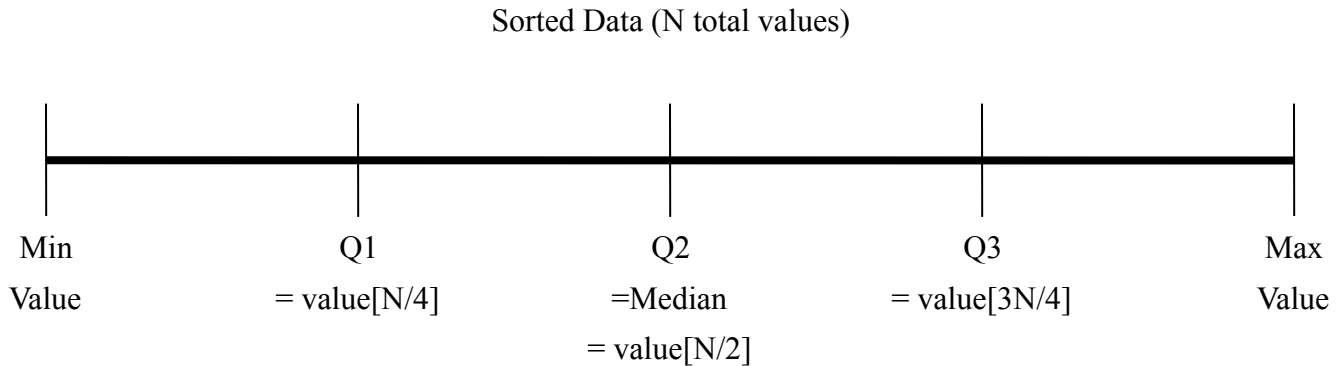 Sorted Data (N total values)
Min Q1 Q2 Q3 Max
Value = value[N/4] =Median = value[3N/4] Value
= value[N/2]